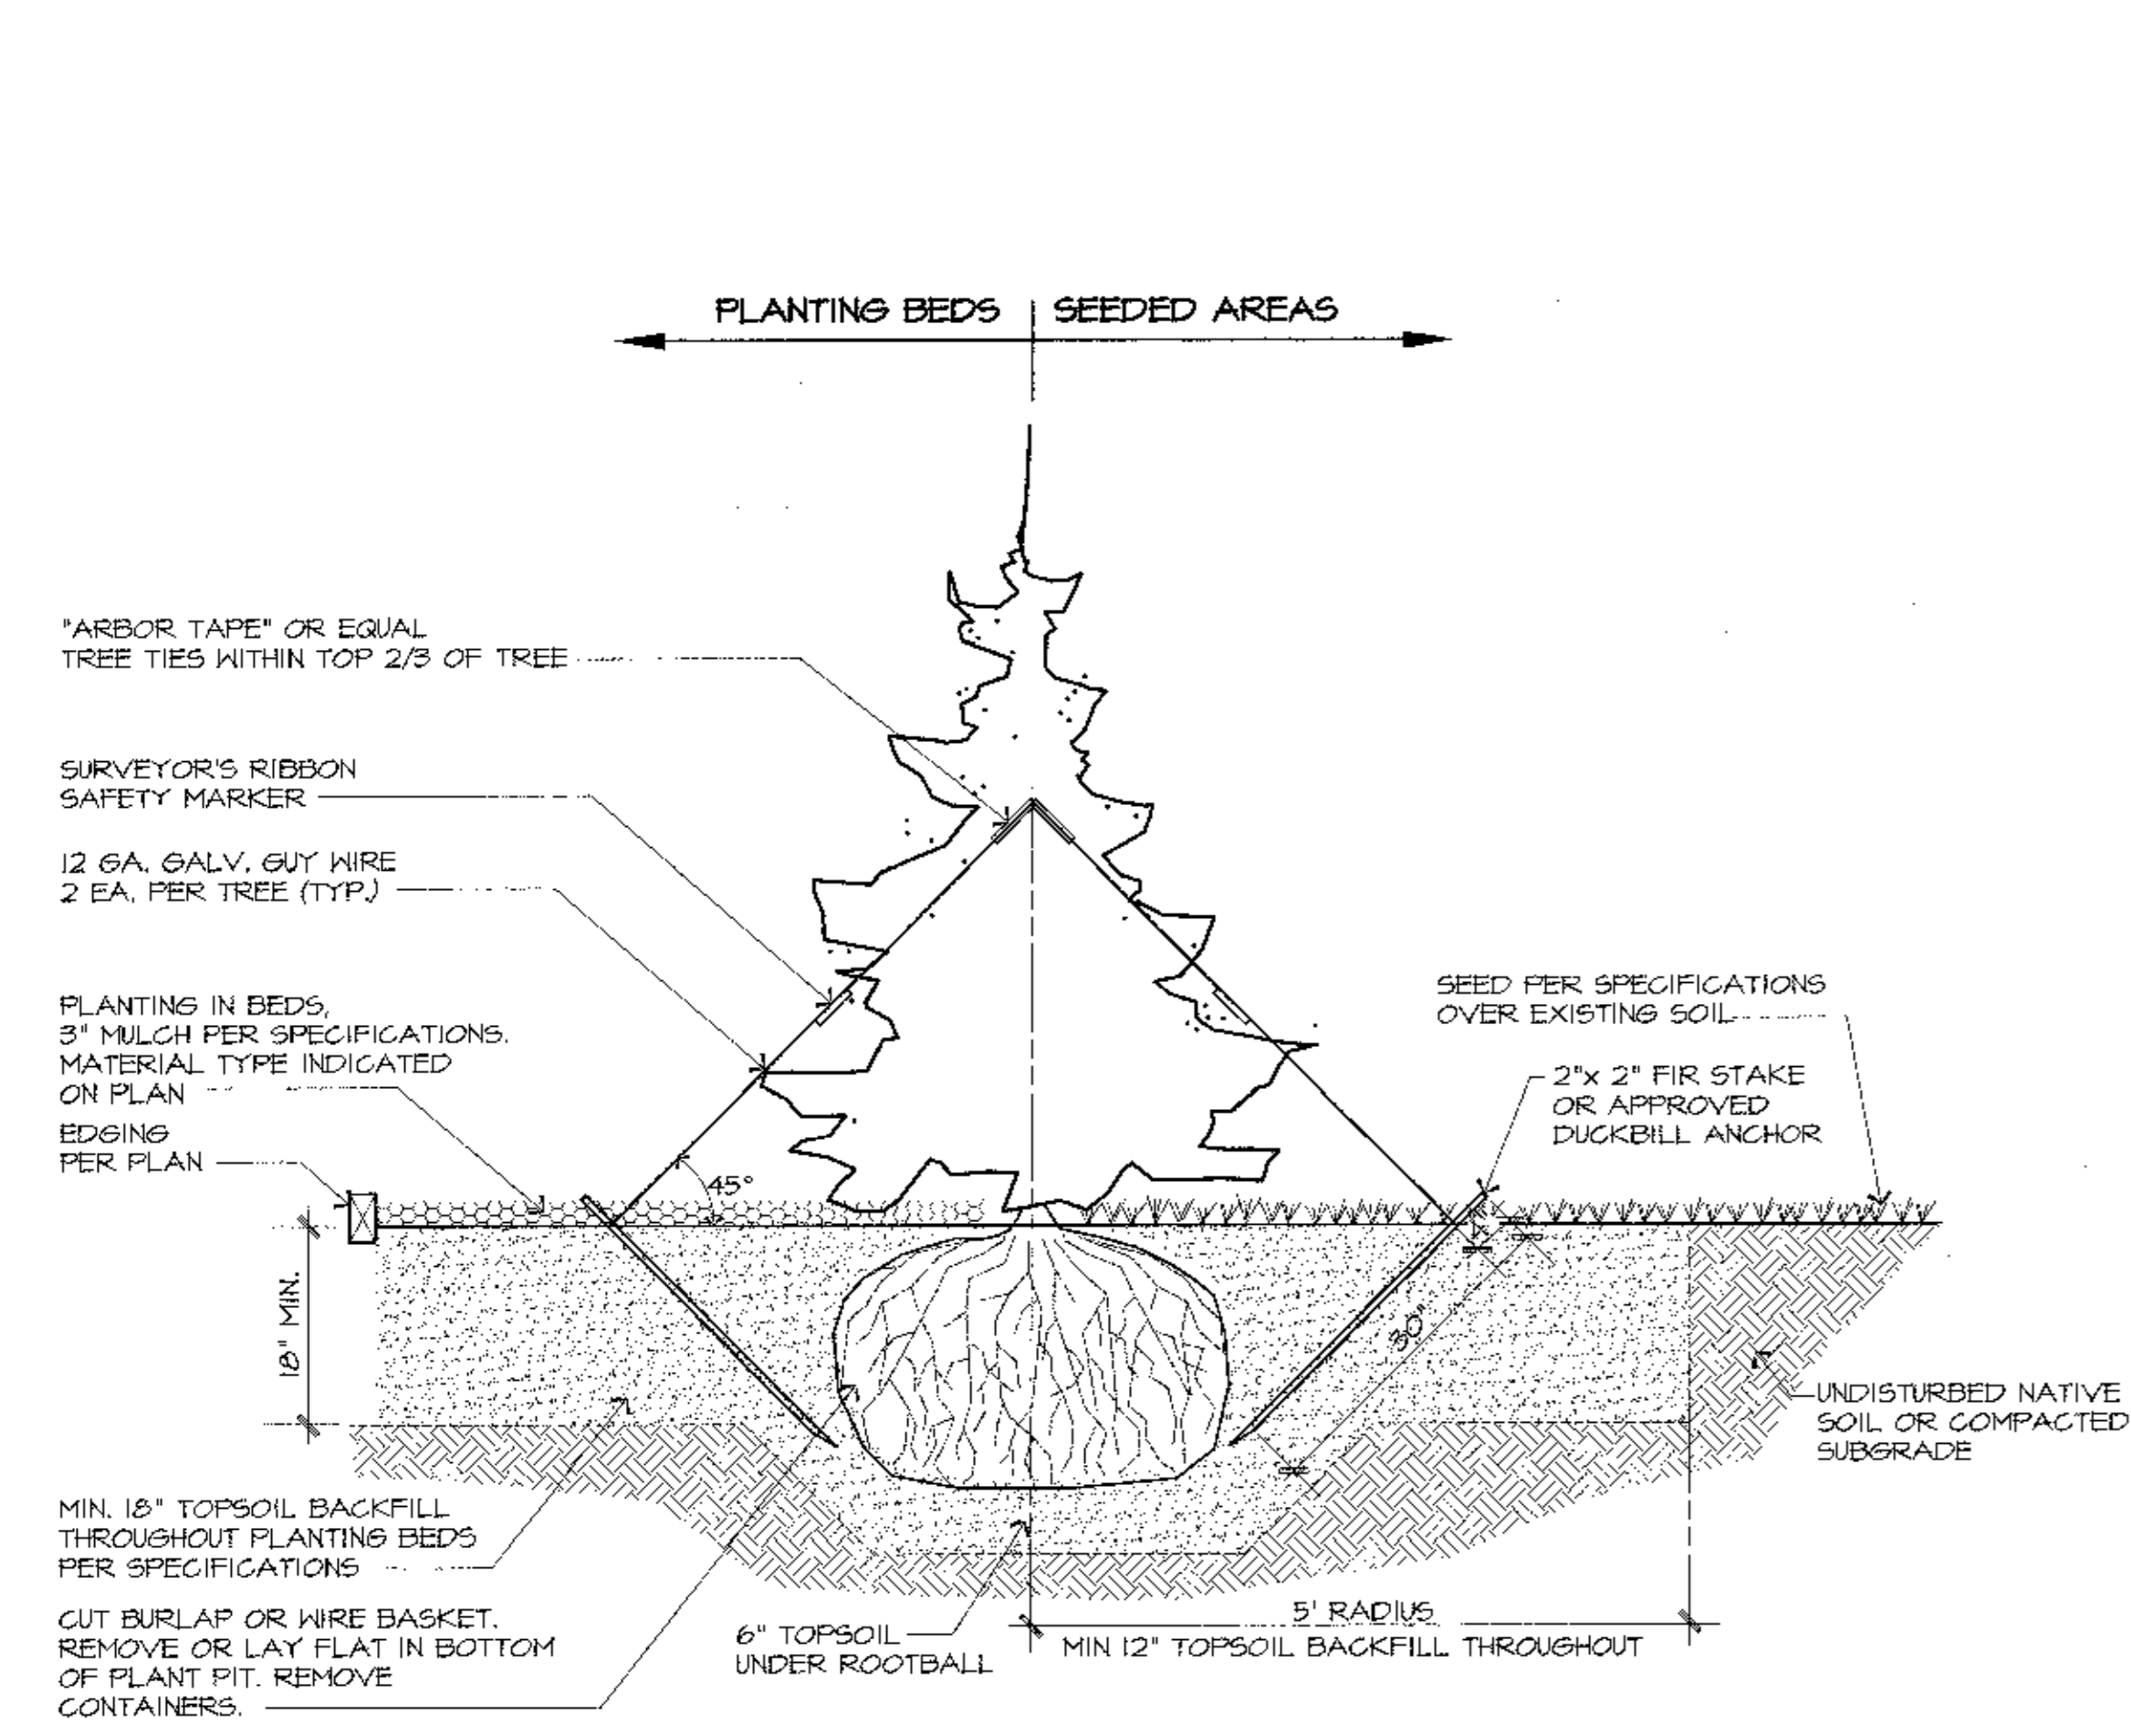 PLANTING BEDS
SEEDED AREAS
"ARBOR TAPE" OR EQUAL
TREE TIES WITHIN TOP 2/3 OF TREE
SURVEYOR'S RIBBON
SAFETY MARKER
12 GA. GALV. GUY WIRE
2 EA. PER TREE (TYP.)
PLANTING IN BEDS,
3" MULCH PER SPECIFICATIONS.
MATERIAL TYPE INDICATED
ON PLAN
EDGING
PER PLAN
SEED PER SPECIFICATIONS
OVER EXISTING SOIL
2"x 2" FIR STAKE
OR APPROVED
DUCKBILL ANCHOR
45°
18" MIN.
30"
UNDISTURBED NATIVE
SOIL OR COMPACTED
SUBGRADE
MIN. 18" TOPSOIL BACKFILL
THROUGHOUT PLANTING BEDS
PER SPECIFICATIONS
CUT BURLAP OR WIRE BASKET.
REMOVE OR LAY FLAT IN BOTTOM
OF PLANT PIT. REMOVE
CONTAINERS.
6" TOPSOIL
UNDER ROOTBALL
5' RADIUS
MIN 12" TOPSOIL BACKFILL THROUGHOUT